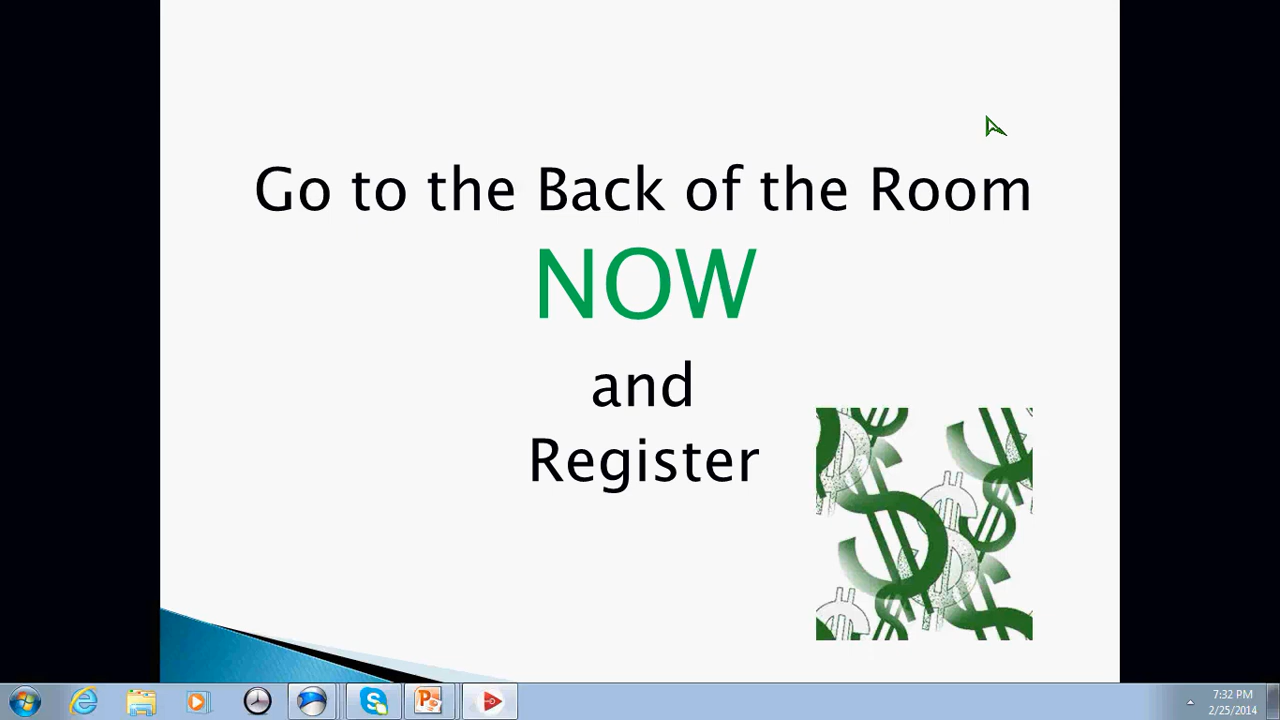 Go to the Back of the Room
NOW
and
Register
7:32 PM
2/25/2014